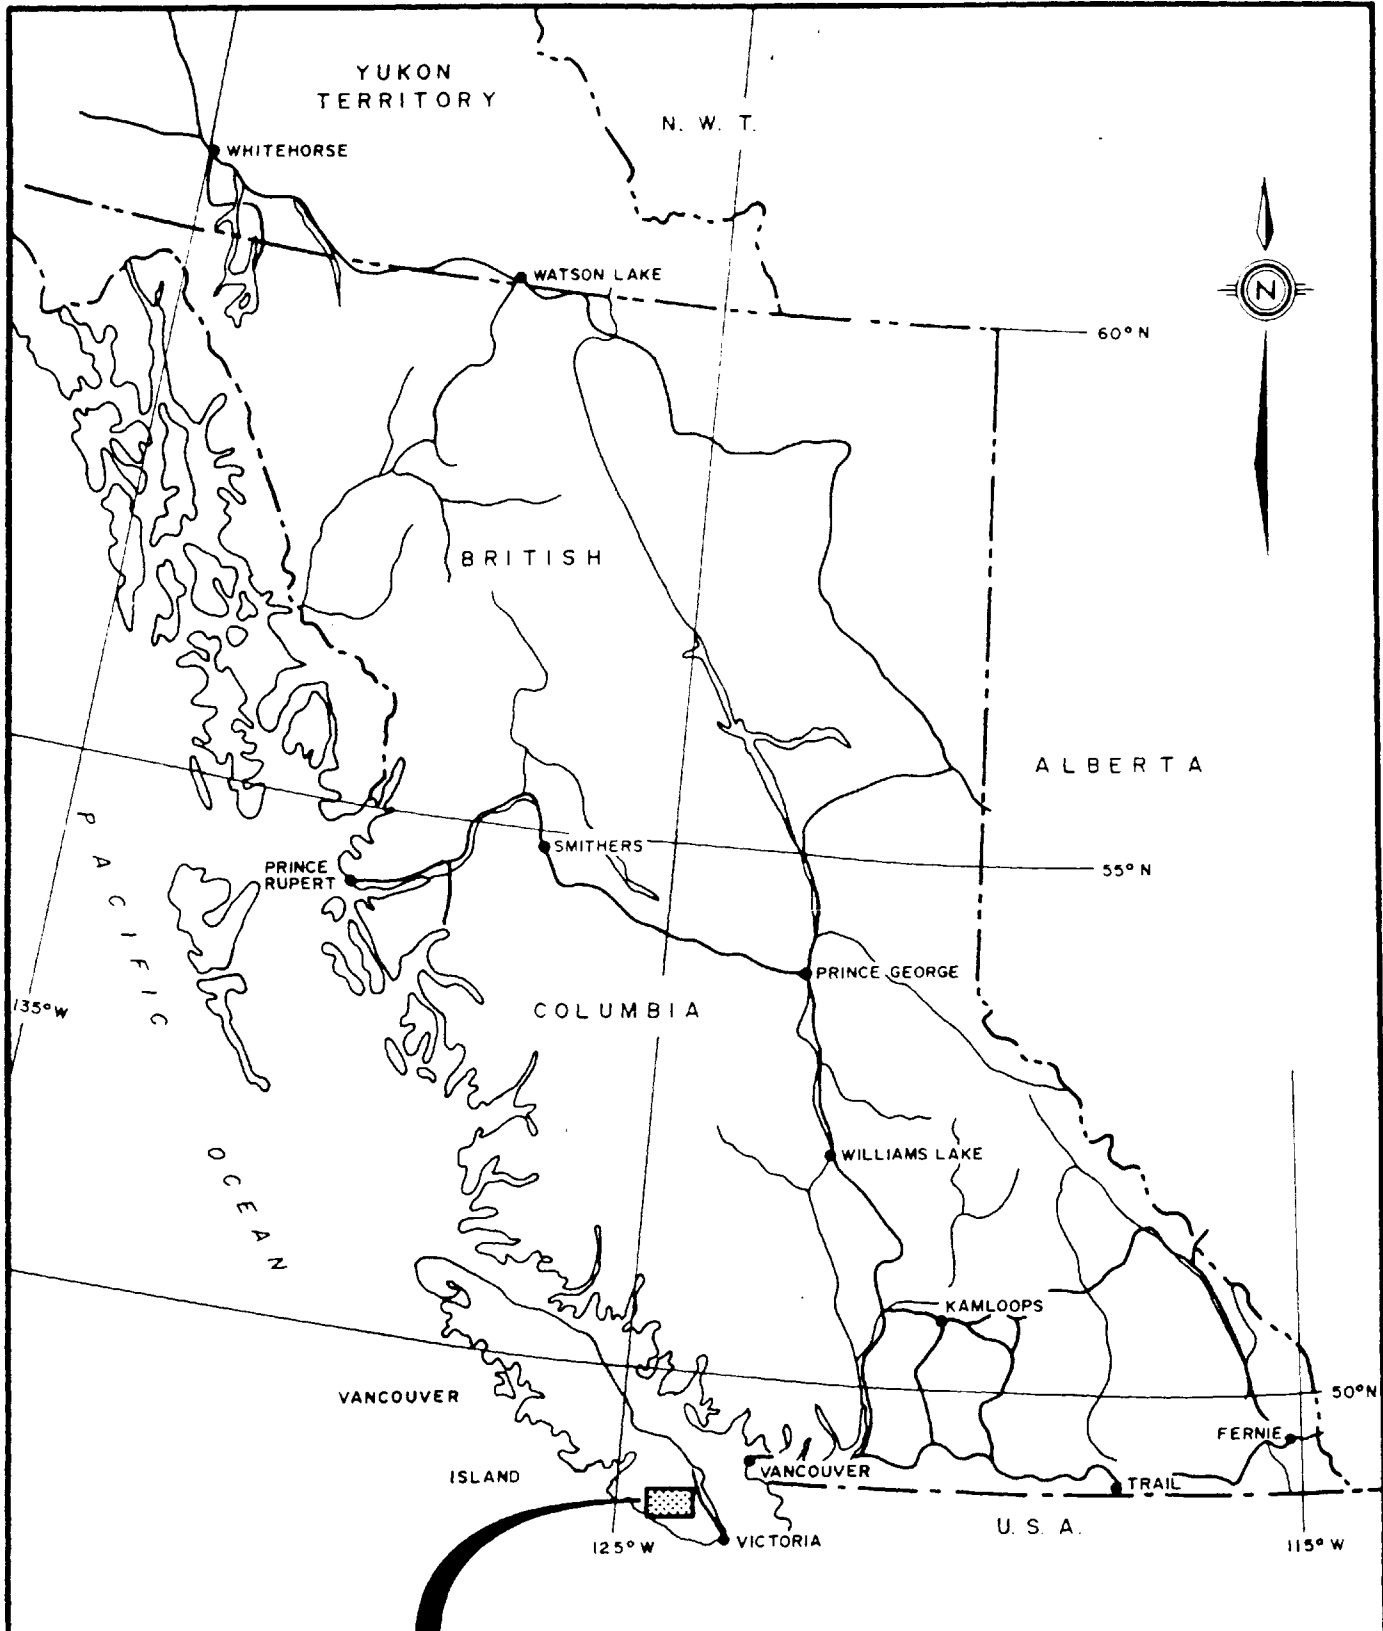 YUKON
TERRITORY
N. W. T.
WHITEHORSE
WATSON LAKE
N
60° N
BRITISH
ALBERTA
PACIFIC
SMITHERS
55° N
PRINCE
RUPERT
PRINCE GEORGE
COLUMBIA
135° W
OCEAN
WILLIAMS LAKE
KAMLOOPS
VANCOUVER
50° N
FERNIE
ISLAND
VANCOUVER
TRAIL
U. S. A.
125° W
VICTORIA
115° W